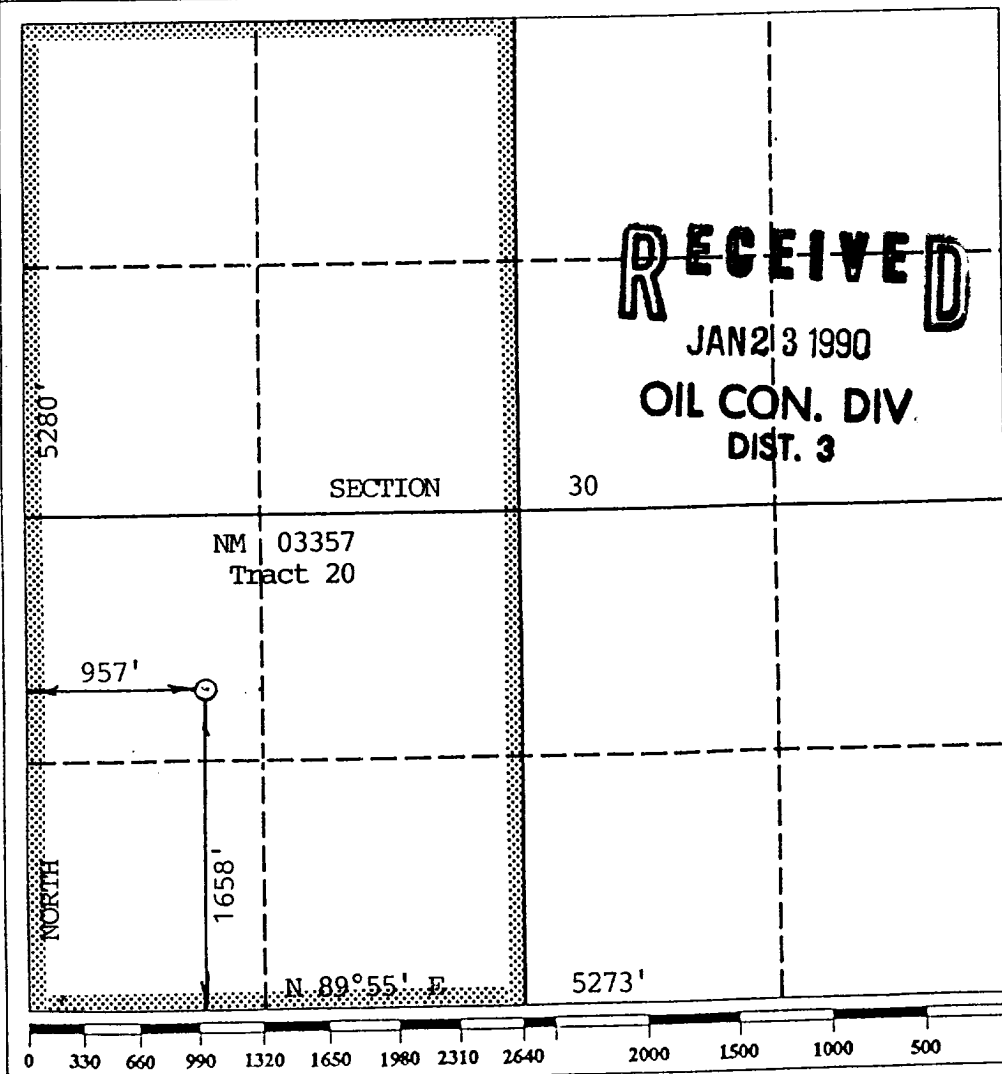 RECEIVED
JAN 23 1990
OIL CON. DIV.
DIST. 3
5280'
SECTION 30
NM 03357
Tract 20
957'
1658'
NORTH
N 89°55' E 5273'
0 330 660 990 1320 1650 1980 2310 2640 2000 1500 1000 500